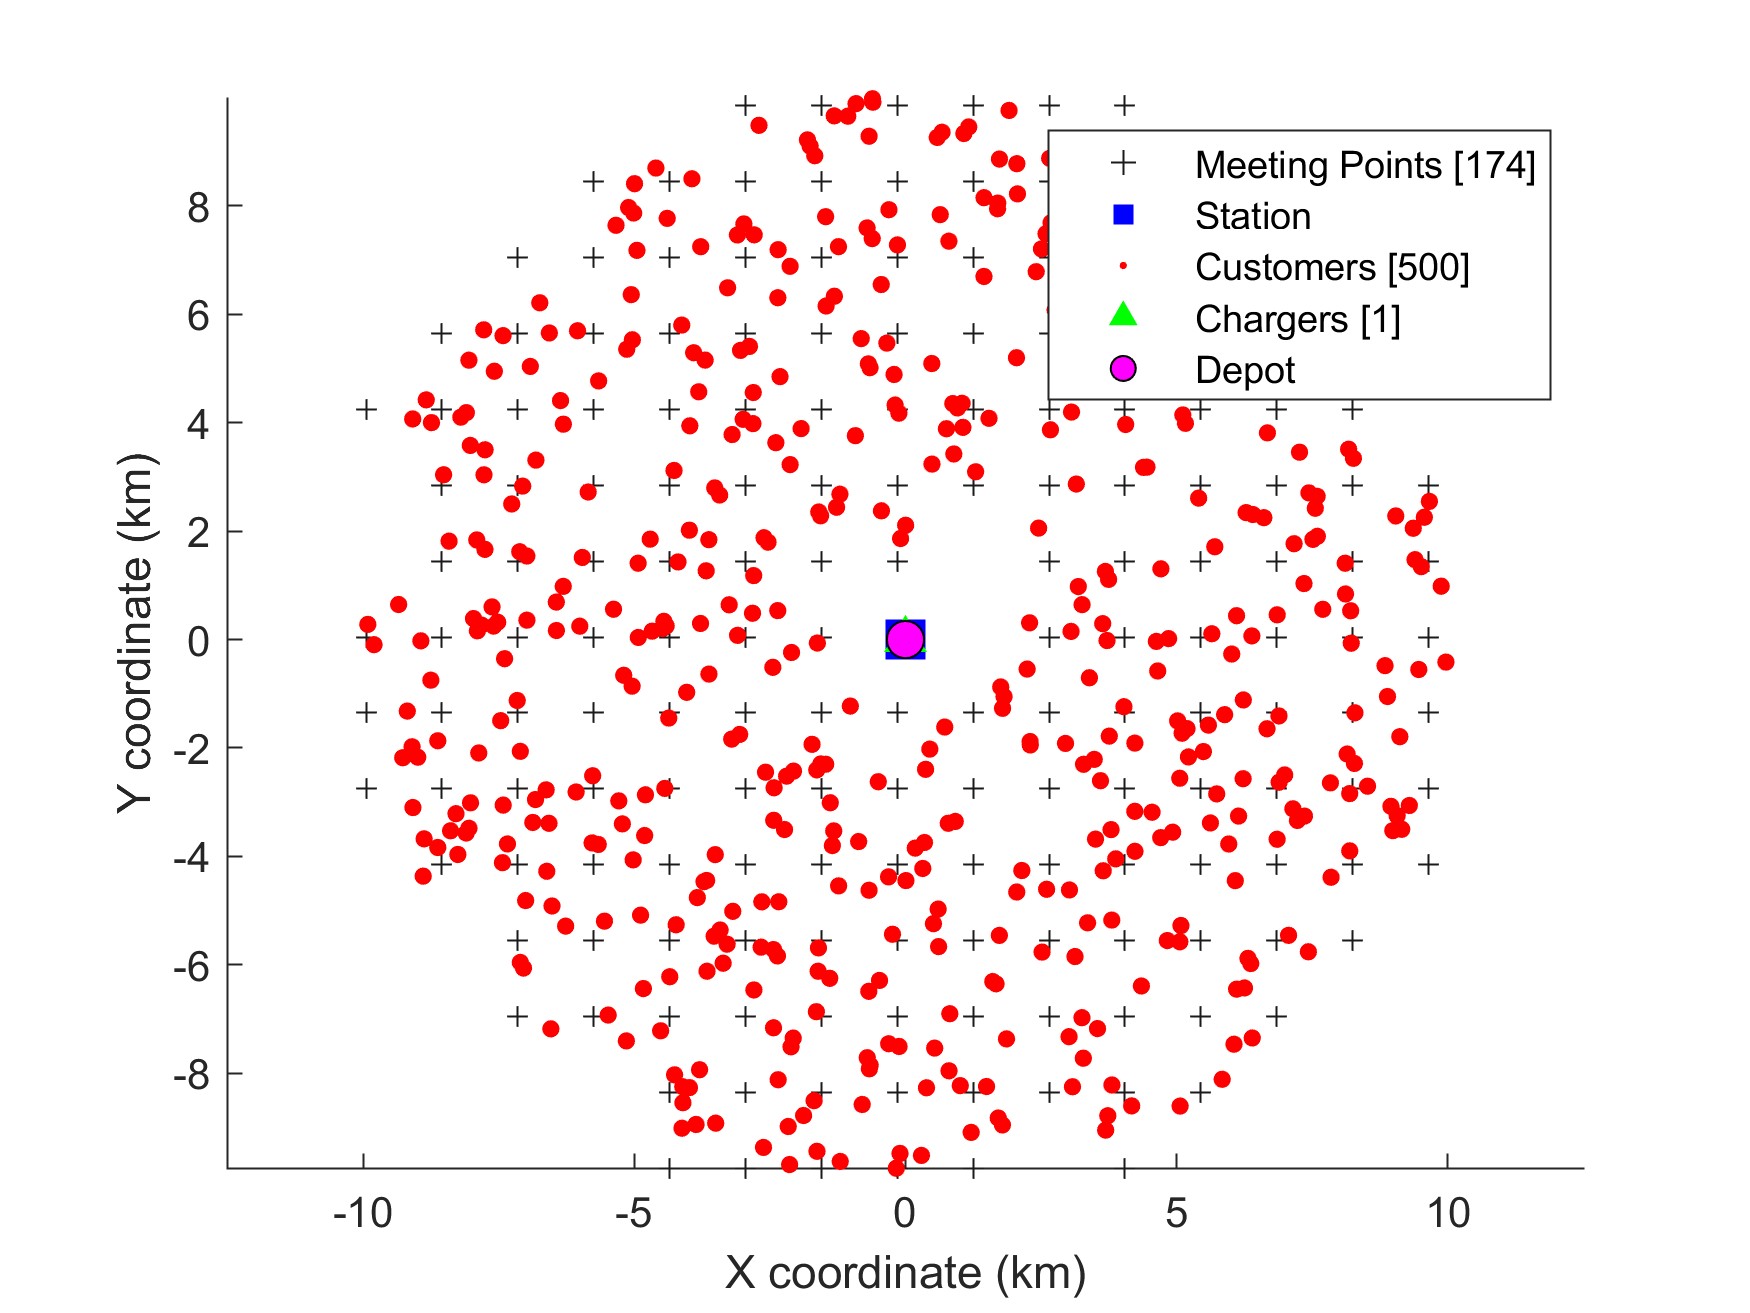 Meeting Points [174]
Station
Customers [500]
Chargers [1]
Depot
8
6
4
2
0
-2
-4
-6
-8
Y coordinate (km)
-10 -5 0 5 10
X coordinate (km)